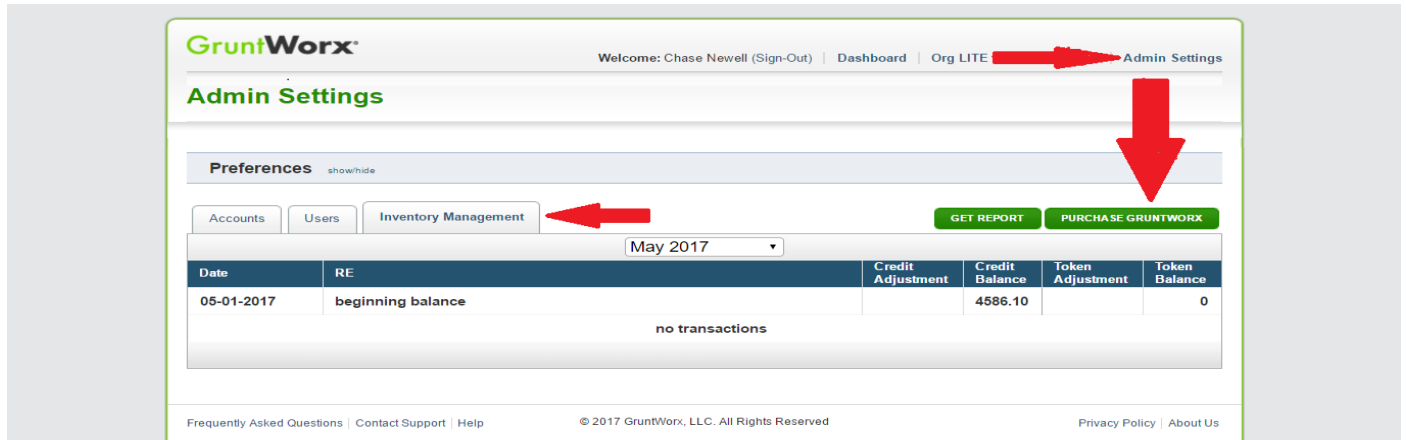 GruntWorx
Welcome: Chase Newell (Sign-Out) | Dashboard | Org LITE Admin Settings
Admin Settings
Preferences show/hide
Accounts Users Inventory Management GET REPORT PURCHASE GRUNTWORX
May 2017
Date RE Credit Adjustment Credit Balance Token Adjustment Token Balance
05-01-2017 beginning balance 4586.10 0
no transactions
Frequently Asked Questions | Contact Support | Help © 2017 GruntWorx, LLC. All Rights Reserved Privacy Policy | About Us